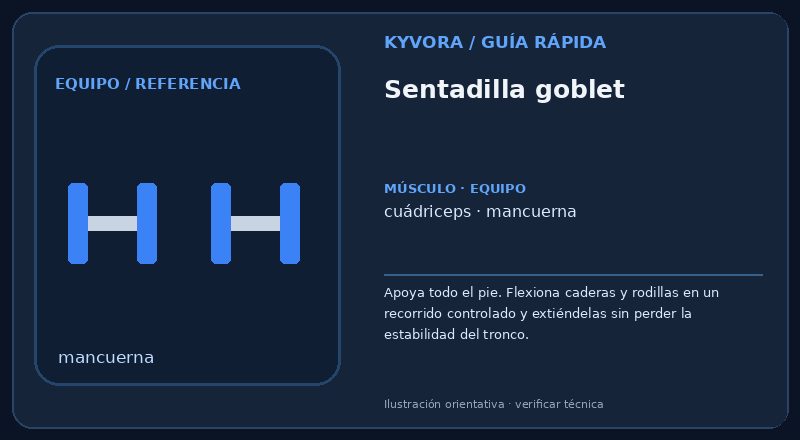 EQUIPO / REFERENCIA
mancuerna
KYVORA / GUÍA RÁPIDA
Sentadilla goblet
MÚSCULO · EQUIPO
cuádriceps · mancuerna
Apoya todo el pie. Flexiona caderas y rodillas en un
recorrido controlado y extiéndelas sin perder la
estabilidad del tronco.
Ilustración orientativa · verificar técnica